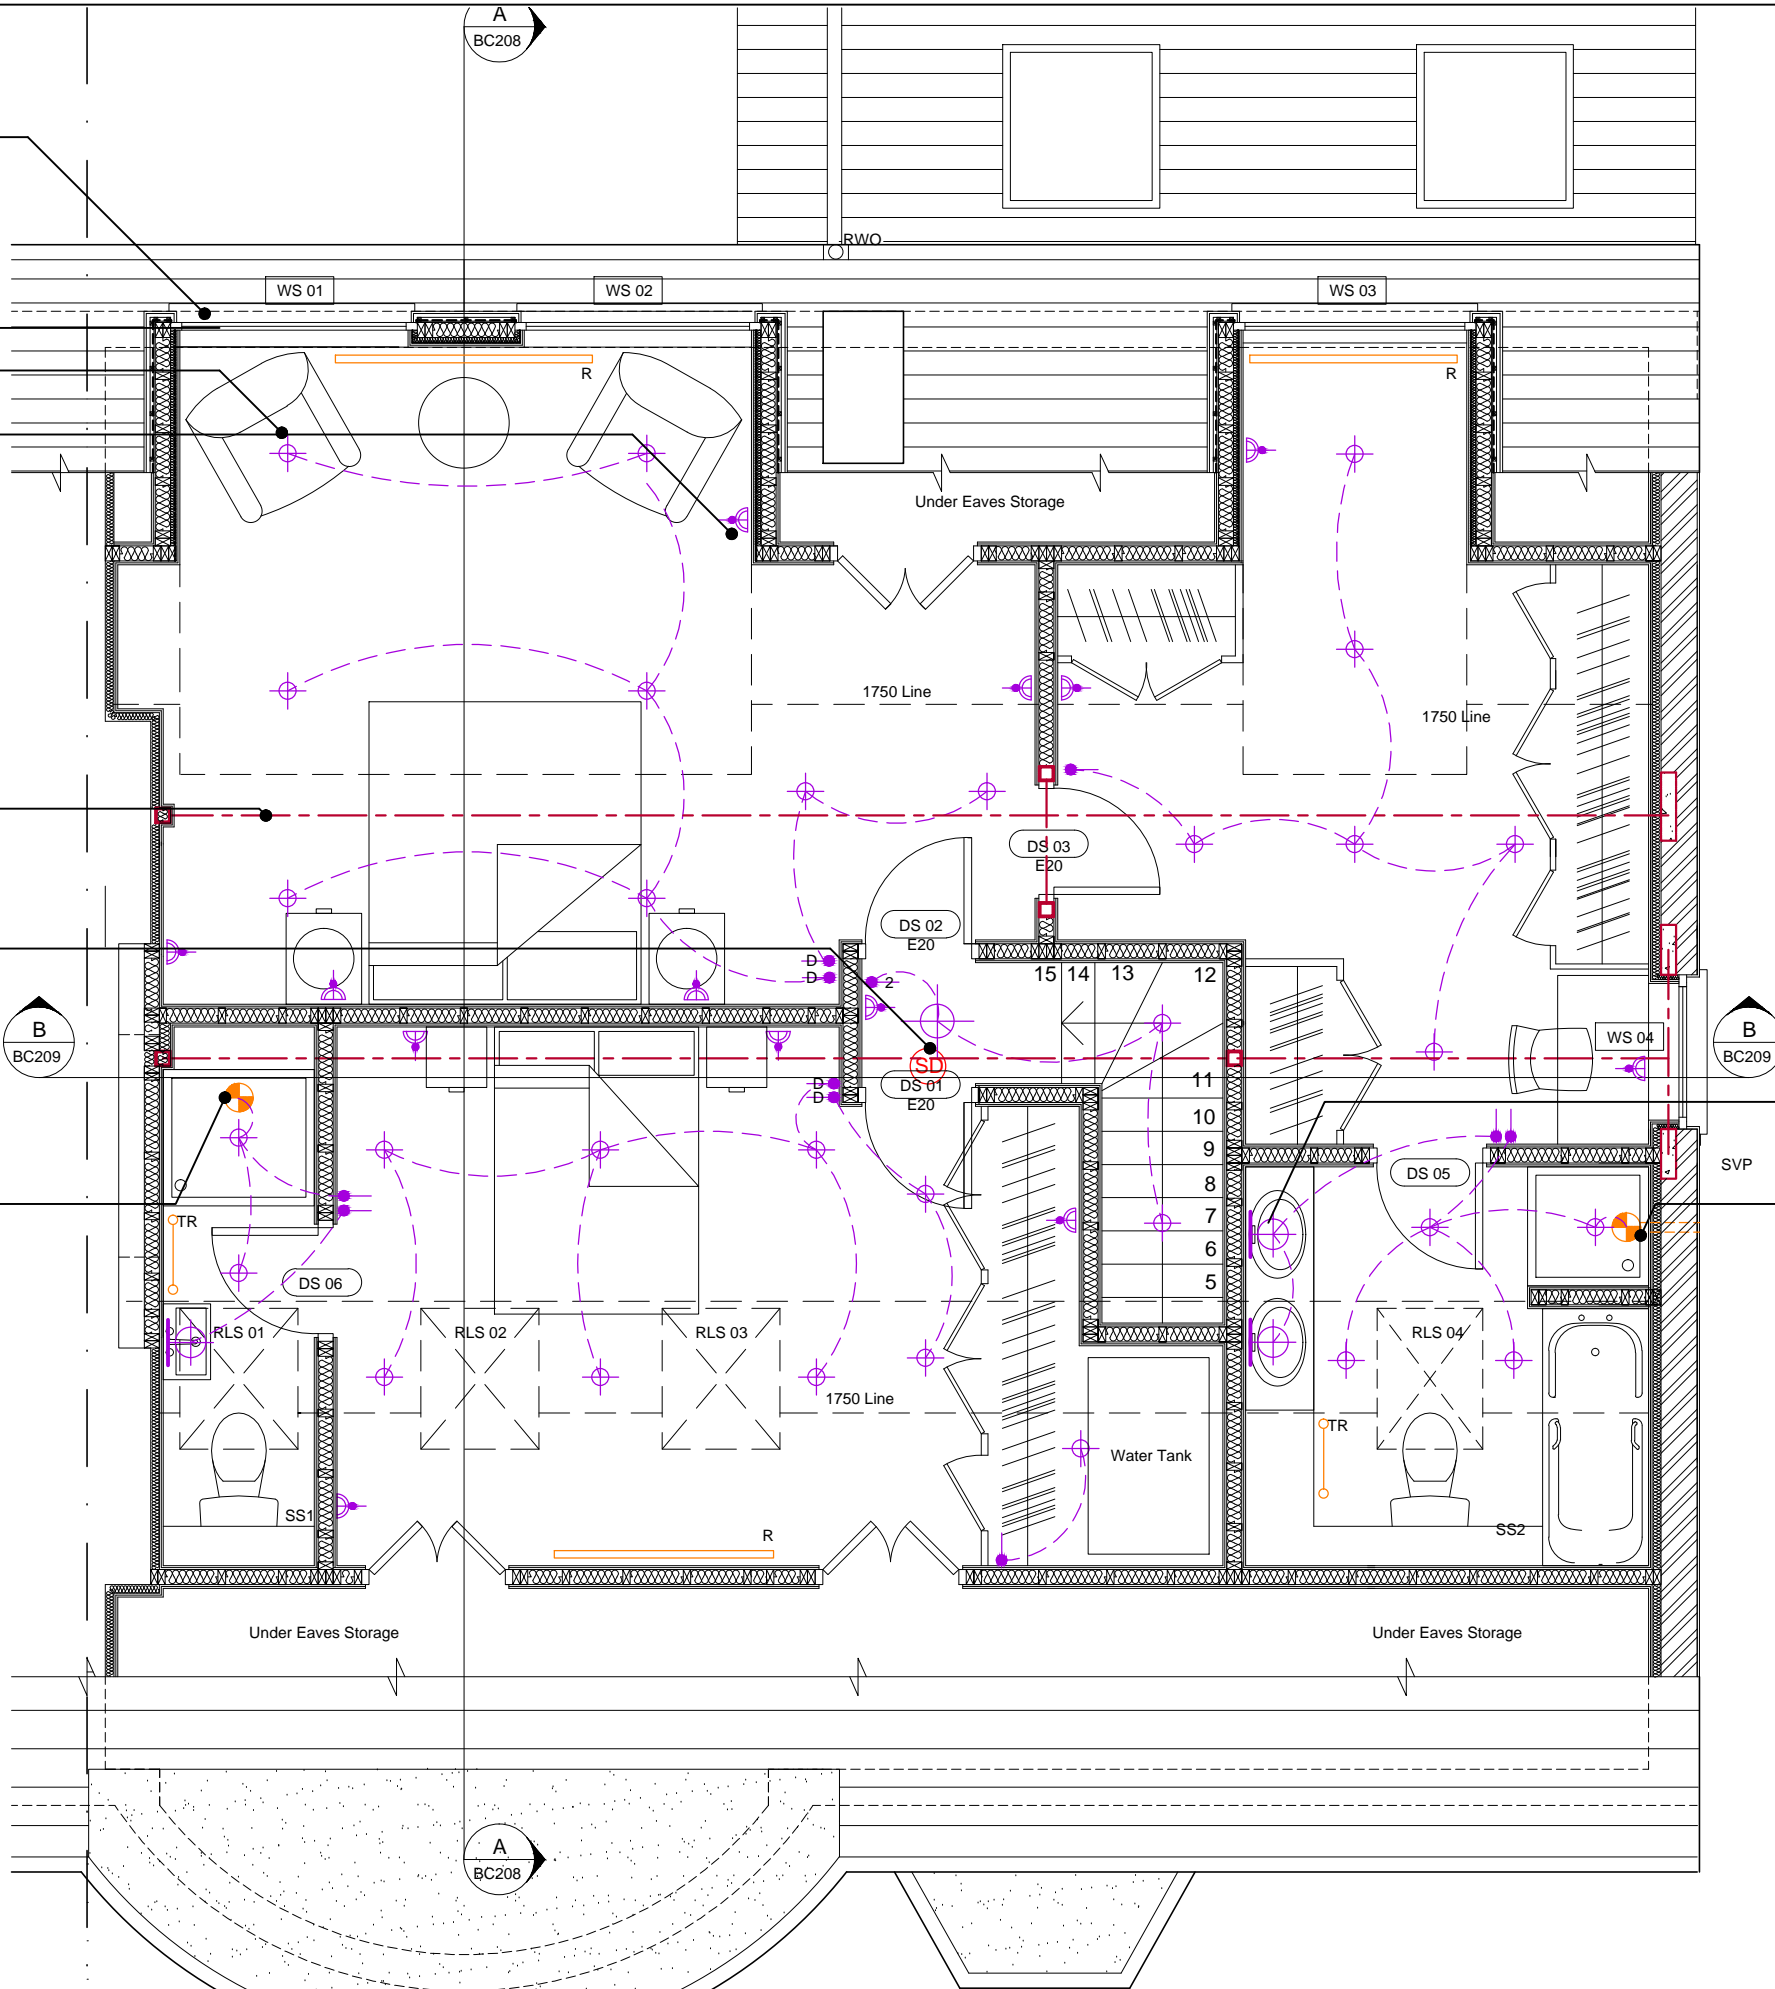 A
BC208
RWO
WS 01
WS 02
WS 03
R
R
Under Eaves Storage
1750 Line
1750 Line
DS 03
E20
DS 02
E20
D
D
2
15
14
13
12
B
BC209
WS 04
B
BC209
SD
DS 01
E20
D
D
11
10
9
8
7
6
5
DS 05
SVP
TR
DS 06
RLS 01
RLS 02
RLS 03
RLS 04
1750 Line
TR
Water Tank
SS1
SS2
R
Under Eaves Storage
Under Eaves Storage
A
BC208